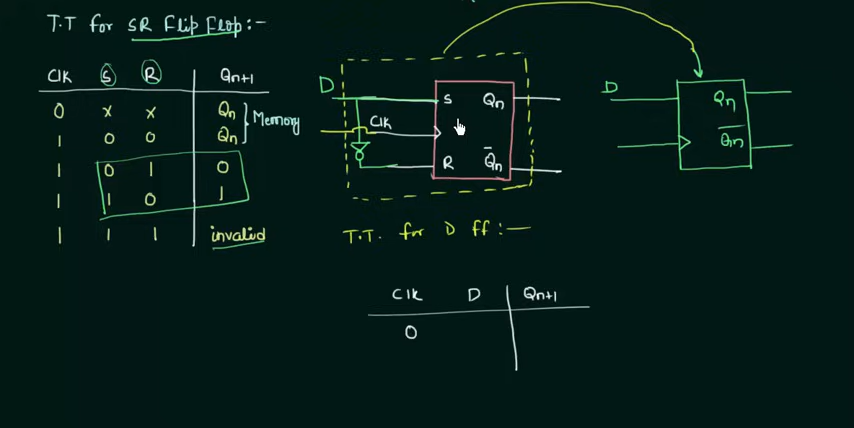 T.T for SR Flip Flop:-
Clk S R Qn+1
0 x x Qn
1 0 0 Qn
Memory
1 0 1 0
1 1 0 1
1 1 1 invalid
D
S Qn
Clk
R Q̅n
D
Qn
Q̅n
T.T. for D ff :-
Clk D Qn+1
0